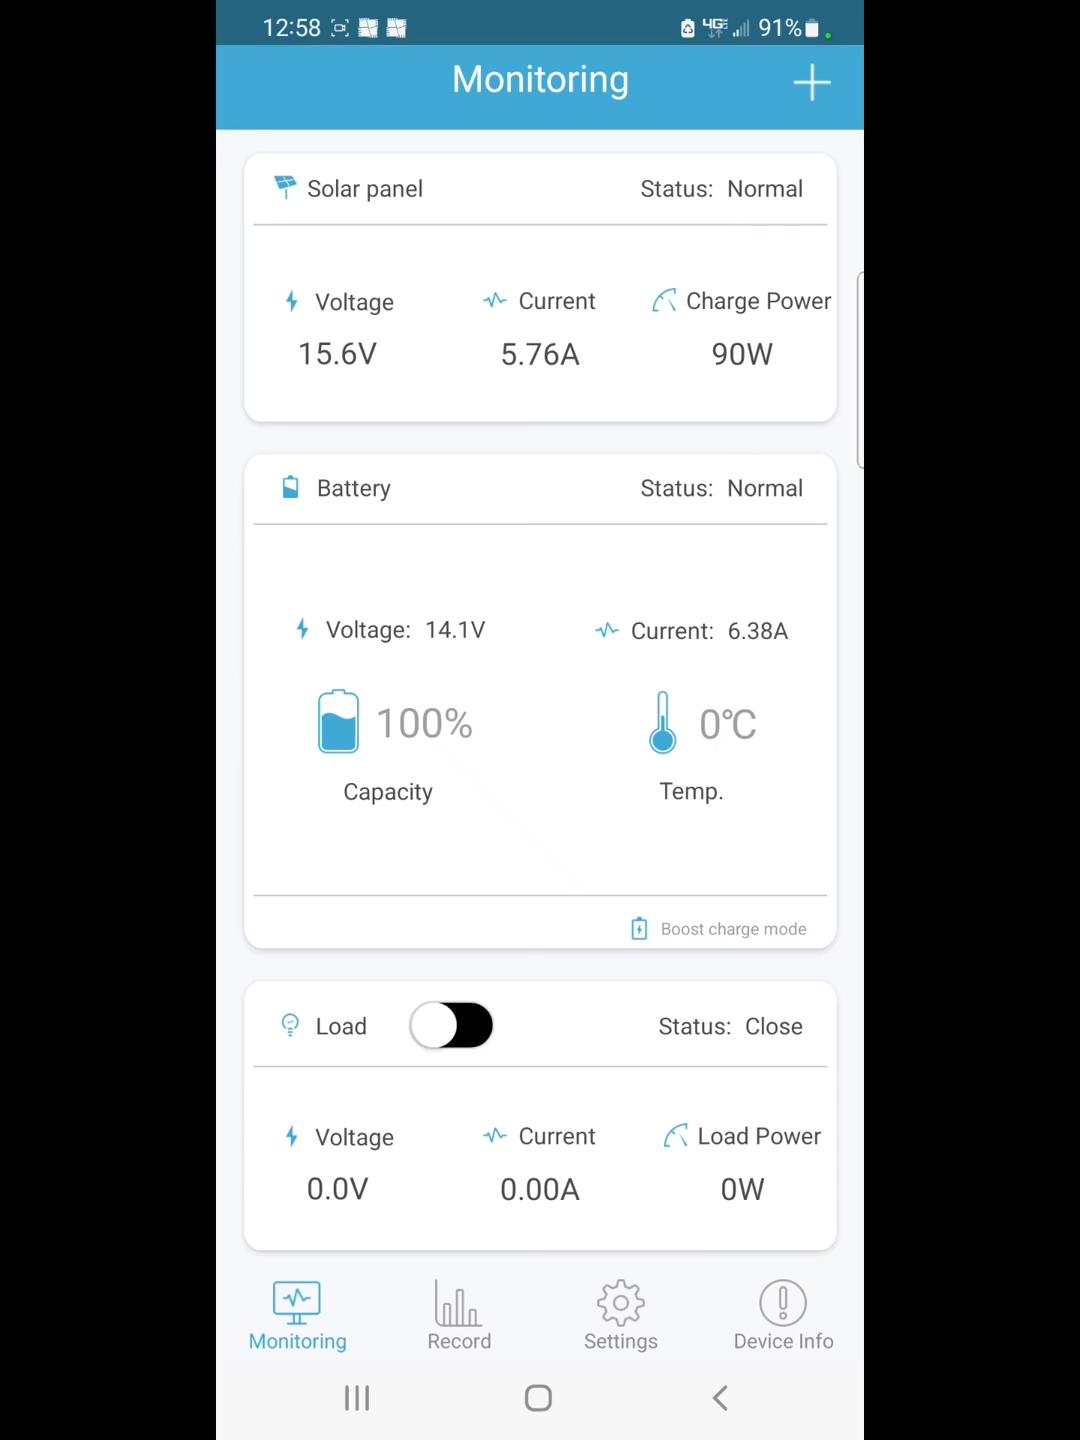 12:58 4GE 91%
Monitoring
Solar panel Status: Normal
Voltage Current Charge Power
15.6V 5.76A 90W
Battery Status: Normal
Voltage: 14.1V Current: 6.38A
100% 0°C
Capacity Temp.
Boost charge mode
Load Status: Close
Voltage Current Load Power
0.0V 0.00A 0W
Monitoring Record Settings Device Info